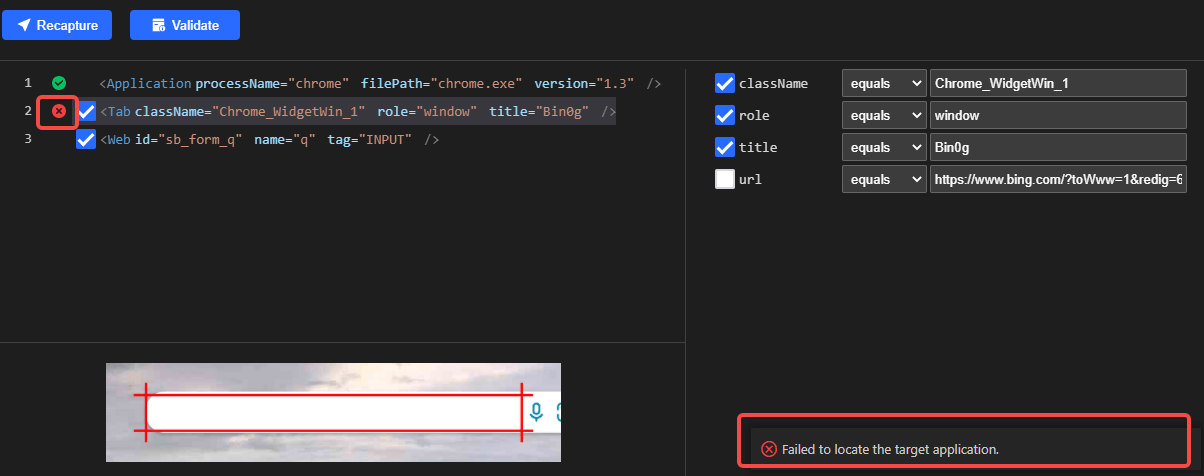 Recapture Validate
1 <Application processName="chrome" filePath="chrome.exe" version="1.3" />
2 <Tab className="Chrome_WidgetWin_1" role="window" title="Bin0g" />
3 <Web id="sb_form_q" name="q" tag="INPUT" />
className equals Chrome_WidgetWin_1
role equals window
title equals Bin0g
url equals https://www.bing.com/?toWww=1&redig=6
Failed to locate the target application.